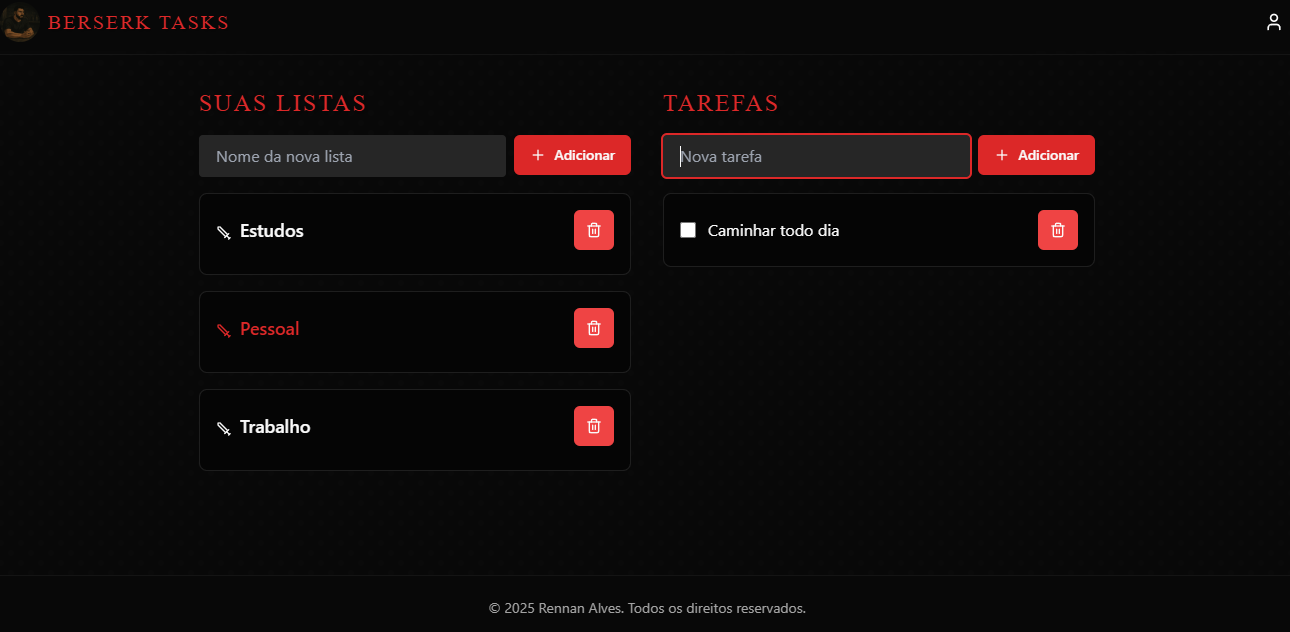 BERSERK TASKS
SUAS LISTAS
Nome da nova lista
Adicionar
Estudos
Pessoal
Trabalho
TAREFAS
Nova tarefa
Adicionar
Caminhar todo dia
© 2025 Rennan Alves. Todos os direitos reservados.